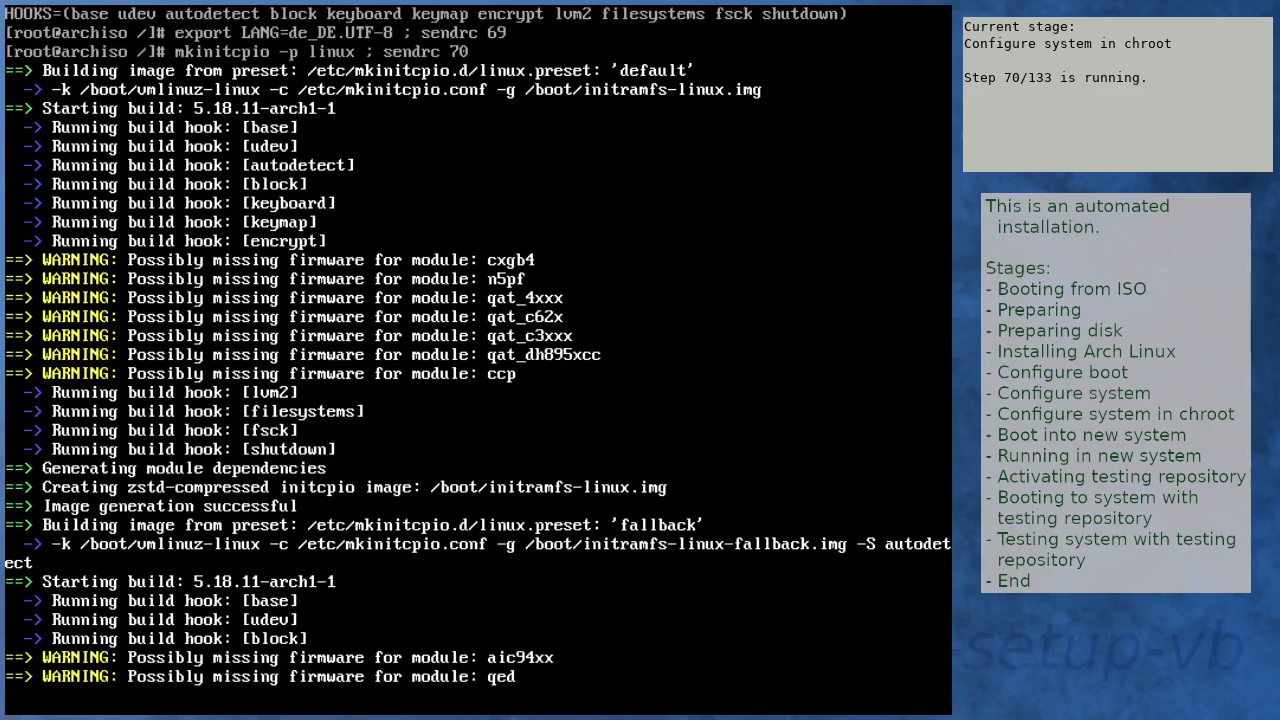 HOOKS=(base udev autodetect block keyboard keymap encrypt lvm2 filesystems fsck shutdown)
[root@archiso /]# export LANG=de_DE.UTF-8 ; sendrc 69
[root@archiso /]# mkinitcpio -p linux ; sendrc 70
==> Building image from preset: /etc/mkinitcpio.d/linux.preset: 'default'
  -> -k /boot/vmlinuz-linux -c /etc/mkinitcpio.conf -g /boot/initramfs-linux.img
==> Starting build: 5.18.11-arch1-1
  -> Running build hook: [base]
  -> Running build hook: [udev]
  -> Running build hook: [autodetect]
  -> Running build hook: [block]
  -> Running build hook: [keyboard]
  -> Running build hook: [keymap]
  -> Running build hook: [encrypt]
==> WARNING: Possibly missing firmware for module: cxgb4
==> WARNING: Possibly missing firmware for module: n5pf
==> WARNING: Possibly missing firmware for module: qat_4xxx
==> WARNING: Possibly missing firmware for module: qat_c62x
==> WARNING: Possibly missing firmware for module: qat_c3xxx
==> WARNING: Possibly missing firmware for module: qat_dh895xcc
==> WARNING: Possibly missing firmware for module: ccp
  -> Running build hook: [lvm2]
  -> Running build hook: [filesystems]
  -> Running build hook: [fsck]
  -> Running build hook: [shutdown]
==> Generating module dependencies
==> Creating zstd-compressed initcpio image: /boot/initramfs-linux.img
==> Image generation successful
==> Building image from preset: /etc/mkinitcpio.d/linux.preset: 'fallback'
  -> -k /boot/vmlinuz-linux -c /etc/mkinitcpio.conf -g /boot/initramfs-linux-fallback.img -S autodet
ect
==> Starting build: 5.18.11-arch1-1
  -> Running build hook: [base]
  -> Running build hook: [udev]
  -> Running build hook: [block]
==> WARNING: Possibly missing firmware for module: aic94xx
==> WARNING: Possibly missing firmware for module: qed
Current stage:
Configure system in chroot
Step 70/133 is running.
This is an automated
installation.
Stages:
- Booting from ISO
- Preparing
- Preparing disk
- Installing Arch Linux
- Configure boot
- Configure system
- Configure system in chroot
- Boot into new system
- Running in new system
- Activating testing repository
- Booting to system with
testing repository
- Testing system with testing
repository
- End
-setup-vb